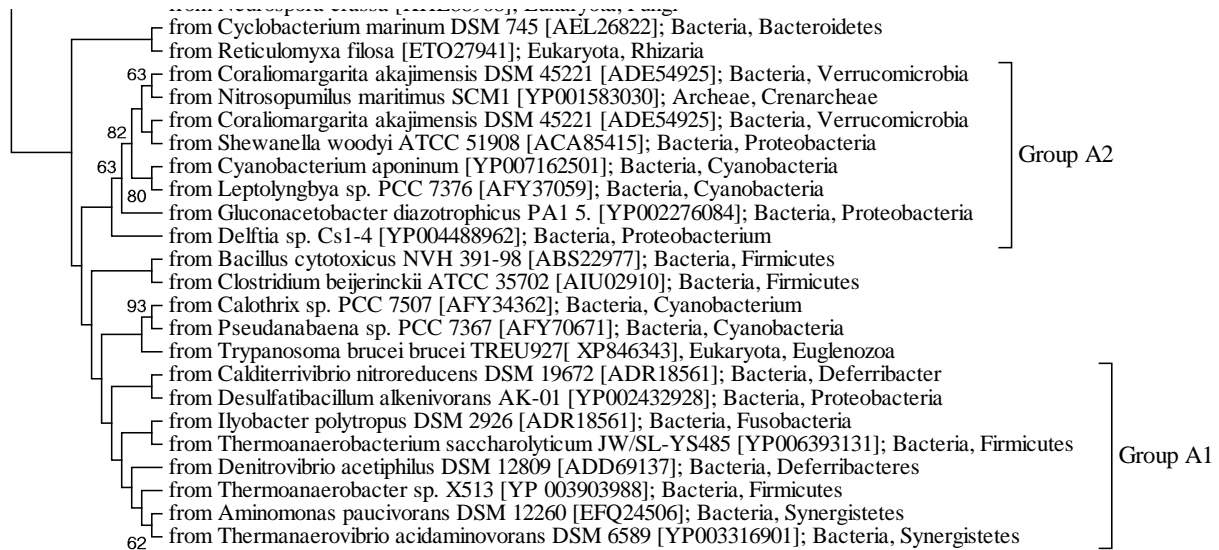 from Cyclobacterium marinum DSM 745 [AEL26822]; Bacteria, Bacteroidetes
from Reticulomyxa filosa [ETO27941]; Eukaryota, Rhizaria
63 from Coraliomargarita akajimensis DSM 45221 [ADE54925]; Bacteria, Verrucomicrobia
from Nitrosopumilus maritimus SCM1 [YP001583030]; Archeae, Crenarcheae
from Coraliomargarita akajimensis DSM 45221 [ADE54925]; Bacteria, Verrucomicrobia
82 from Shewanella woodyi ATCC 51908 [ACA85415]; Bacteria, Proteobacteria
Group A2
63 from Cyanobacterium aponinum [YP007162501]; Bacteria, Cyanobacteria
80 from Leptolyngbya sp. PCC 7376 [AFY37059]; Bacteria, Cyanobacteria
from Gluconacetobacter diazotrophicus PA1 5. [YP002276084]; Bacteria, Proteobacteria
from Delftia sp. Cs1-4 [YP004488962]; Bacteria, Proteobacterium
from Bacillus cytotoxicus NVH 391-98 [ABS22977]; Bacteria, Firmicutes
from Clostridium beijerinckii ATCC 35702 [AIU02910]; Bacteria, Firmicutes
93 from Calothrix sp. PCC 7507 [AFY34362]; Bacteria, Cyanobacterium
from Pseudanabaena sp. PCC 7367 [AFY70671]; Bacteria, Cyanobacteria
from Trypanosoma brucei brucei TREU927[ XP846343], Eukaryota, Euglenozoa
from Calditerrivibrio nitroreducens DSM 19672 [ADR18561]; Bacteria, Deferribacter
from Desulfatibacillum alkenivorans AK-01 [YP002432928]; Bacteria, Proteobacteria
from Ilyobacter polytropus DSM 2926 [ADR18561]; Bacteria, Fusobacteria
from Thermoanaerobacterium saccharolyticum JW/SL-YS485 [YP006393131]; Bacteria, Firmicutes
Group A1
from Denitrovibrio acetiphilus DSM 12809 [ADD69137]; Bacteria, Deferribacteres
from Thermoanaerobacter sp. X513 [YP 003903988]; Bacteria, Firmicutes
from Aminomonas paucivorans DSM 12260 [EFQ24506]; Bacteria, Synergistetes
62 from Thermanaerovibrio acidaminovorans DSM 6589 [YP003316901]; Bacteria, Synergistetes